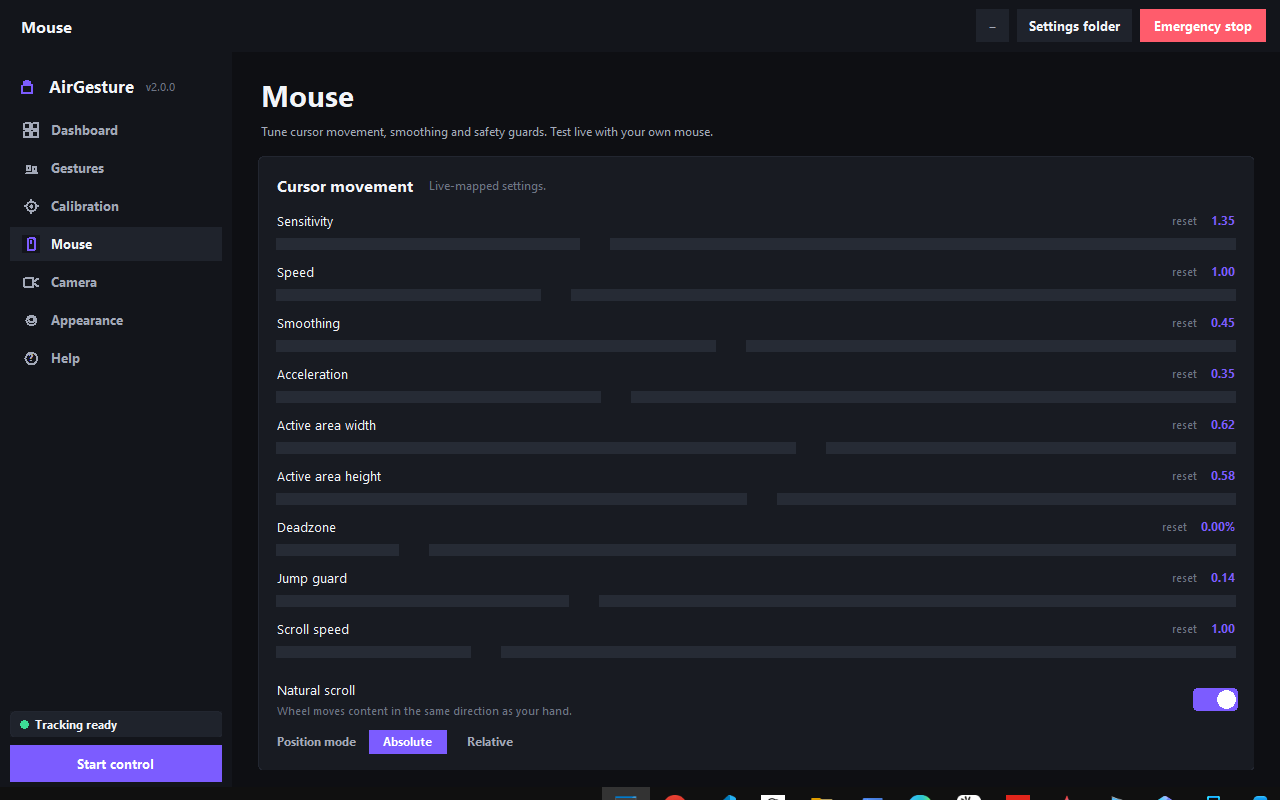 Mouse
–
Settings folder
Emergency stop
AirGesture v2.0.0
Dashboard
Gestures
Calibration
Mouse
Camera
Appearance
Help
Tracking ready
Start control
Mouse
Tune cursor movement, smoothing and safety guards. Test live with your own mouse.
Cursor movement Live-mapped settings.
Sensitivity reset 1.35
Speed reset 1.00
Smoothing reset 0.45
Acceleration reset 0.35
Active area width reset 0.62
Active area height reset 0.58
Deadzone reset 0.00%
Jump guard reset 0.14
Scroll speed reset 1.00
Natural scroll
Wheel moves content in the same direction as your hand.
Position mode Absolute Relative